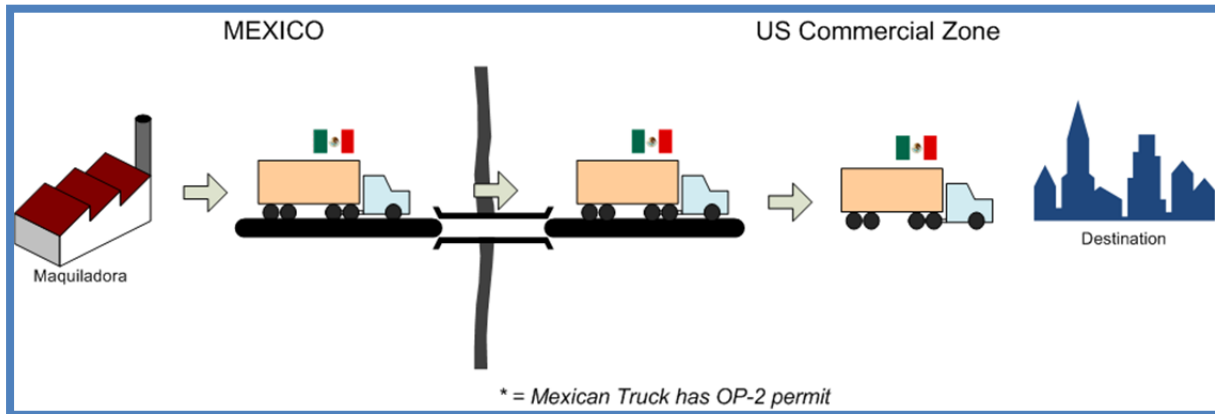 MEXICO
US Commercial Zone
Maquiladora
Destination
* = Mexican Truck has OP-2 permit